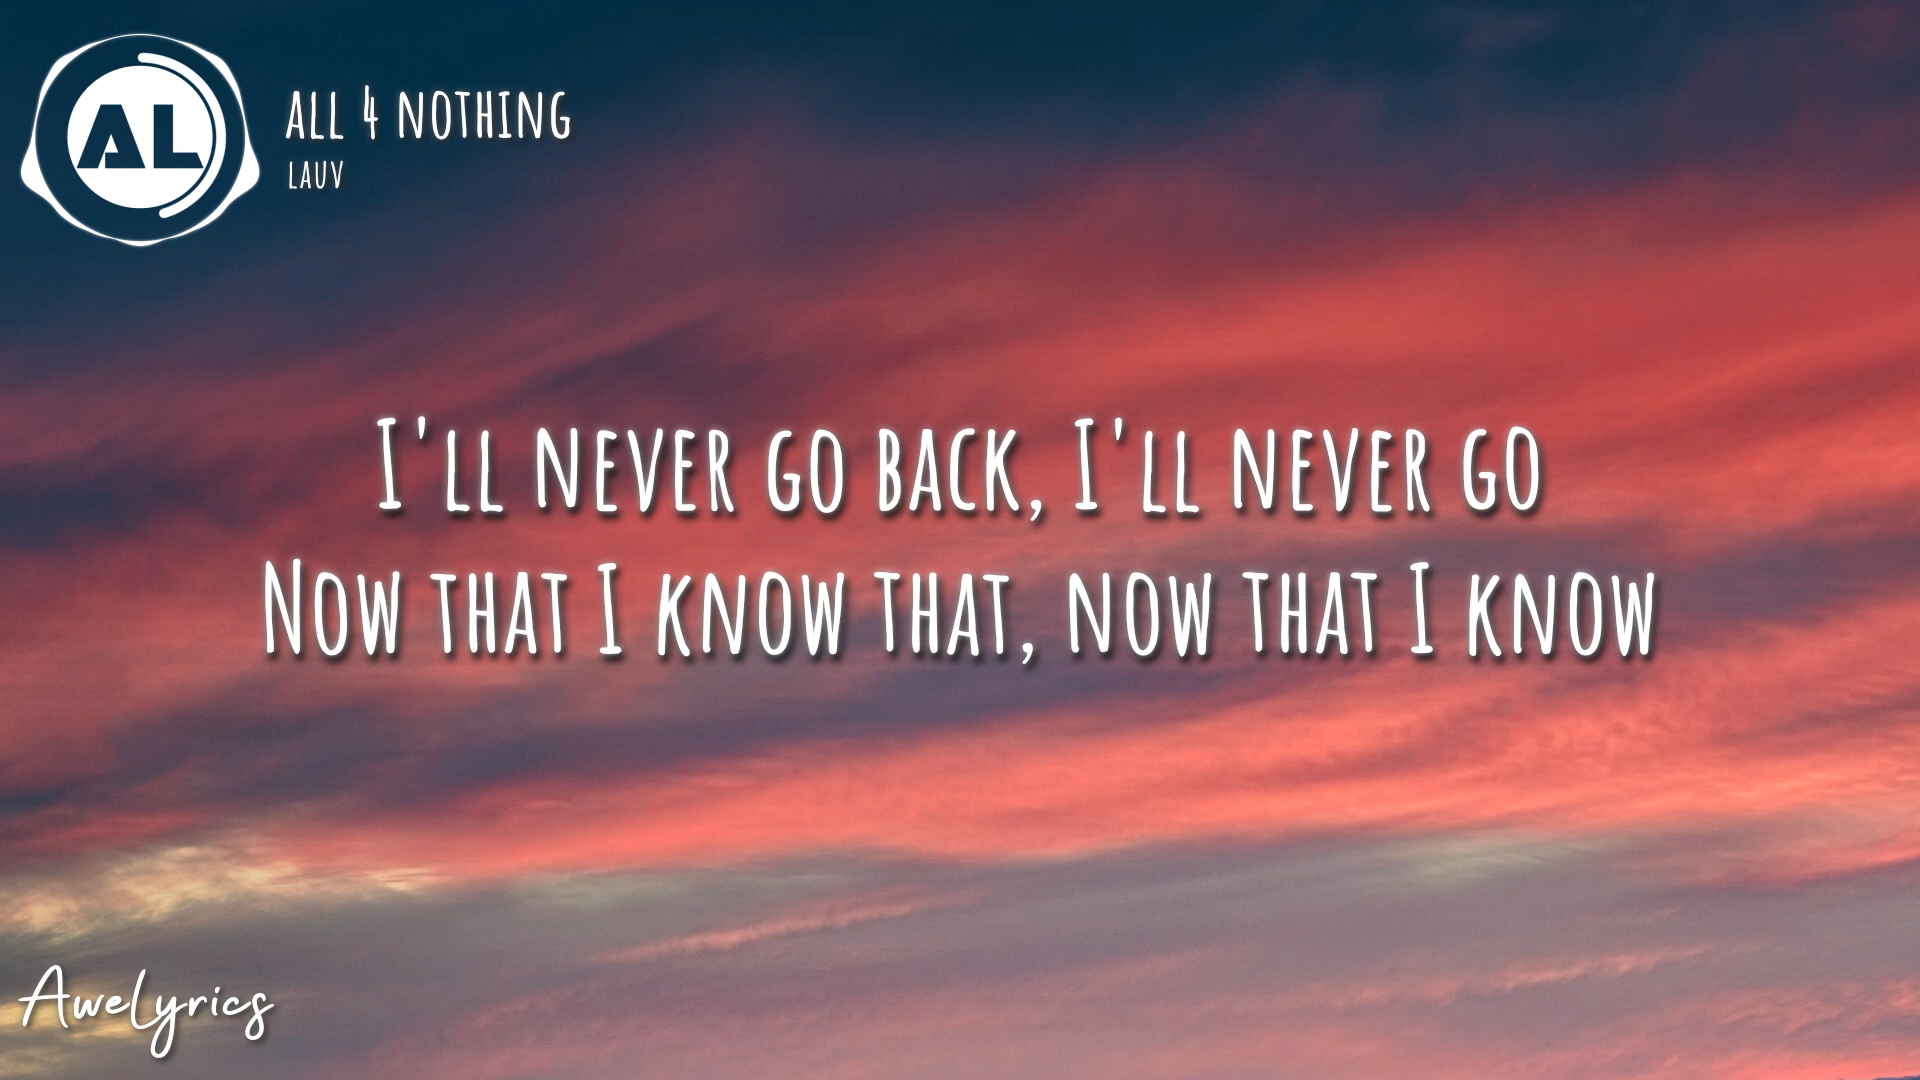 AL
ALL 4 NOTHING
LAUV
I'LL NEVER GO BACK, I'LL NEVER GO
NOW THAT I KNOW THAT, NOW THAT I KNOW
AweLyrics